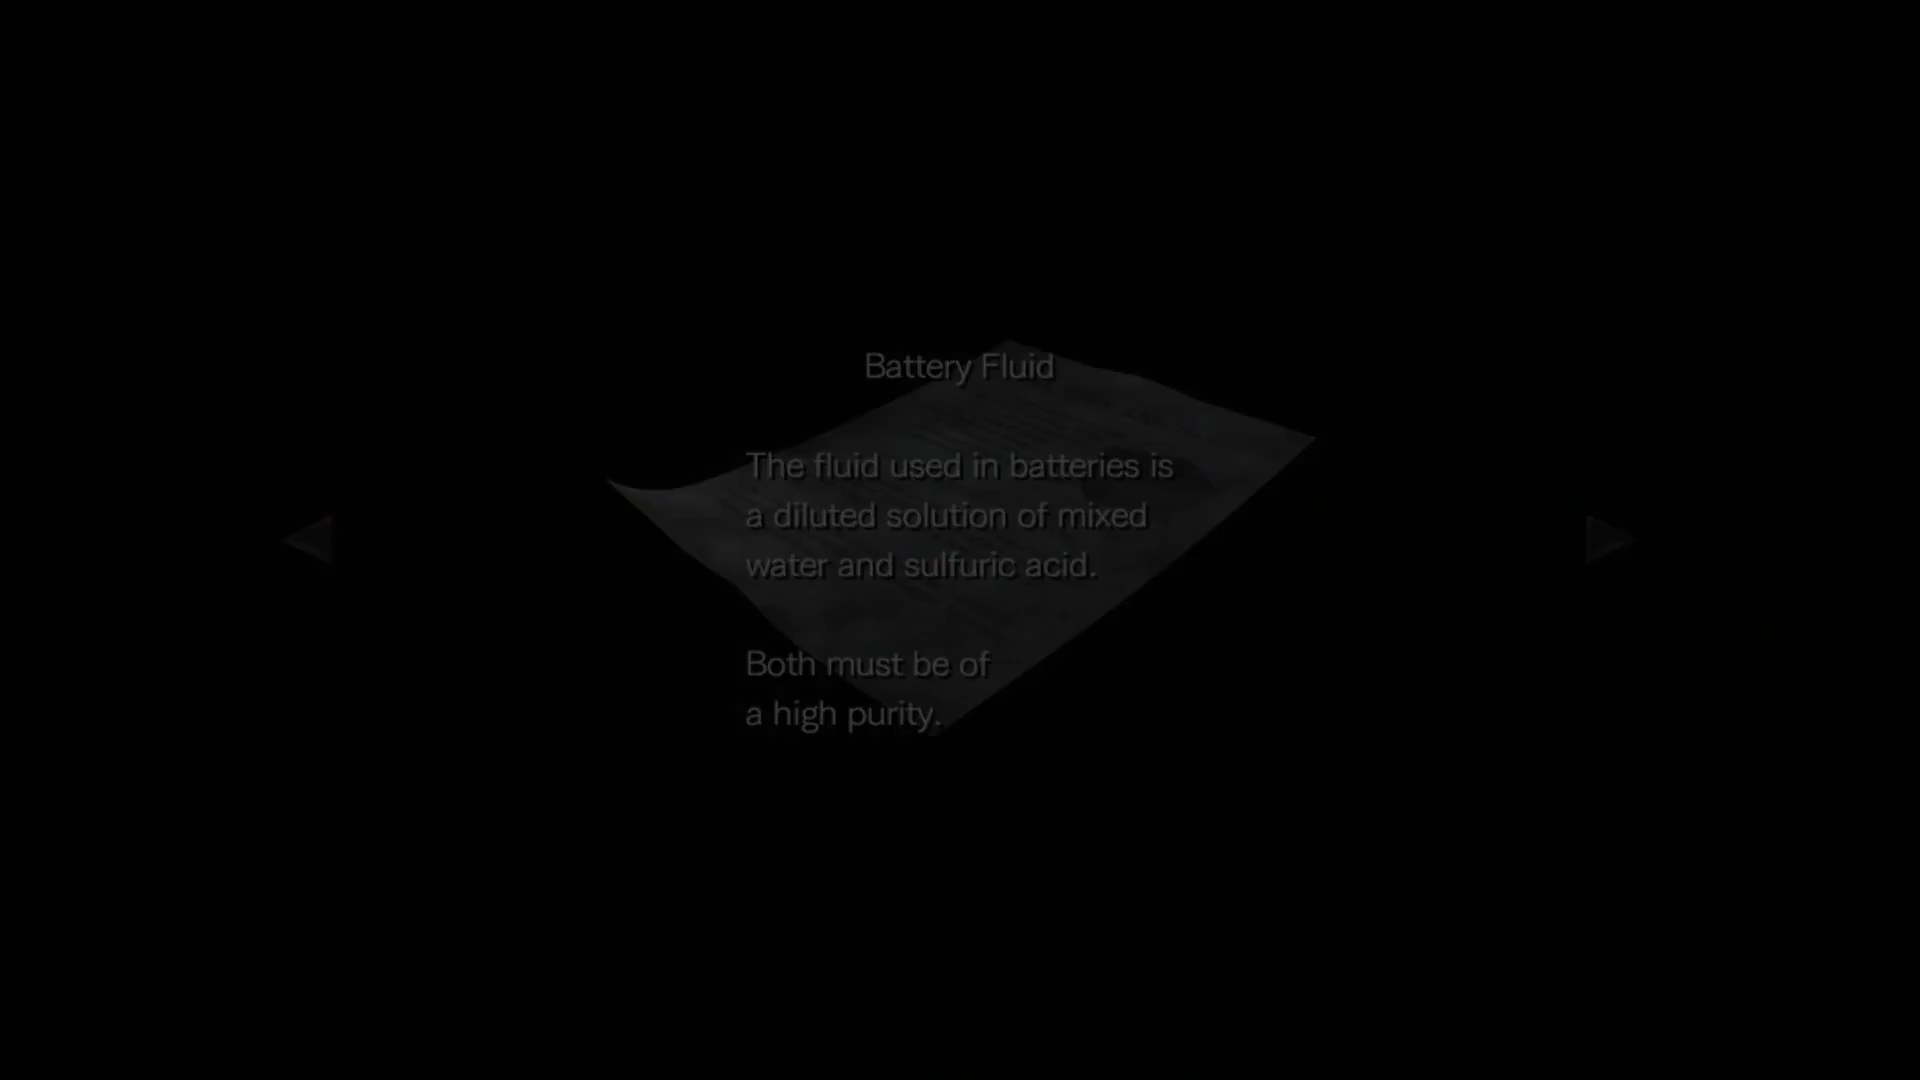 Battery Fluid
The fluid used in batteries is
a diluted solution of mixed
water and sulfuric acid.
Both must be of
a high purity.